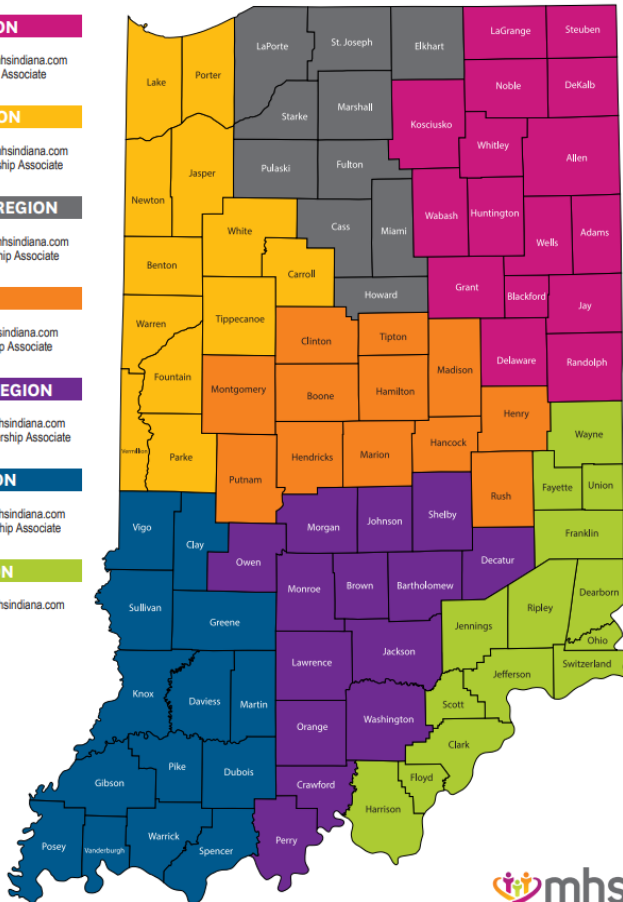 ON
hsindiana.com
Associate
ON
hsindiana.com
ship Associate
REGION
mhsindiana.com
hip Associate
sindiana.com
p Associate
EGION
hsindiana.com
ership Associate
ON
hsindiana.com
hip Associate
N
hsindiana.com
LaPorte
St. Joseph
Elkhart
LaGrange
Steuben
Lake
Porter
Noble
DeKalb
Starke
Marshall
Kosciusko
Whitley
Allen
Jasper
Pulaski
Fulton
Newton
White
Cass
Miami
Wabash
Huntington
Wells
Adams
Benton
Carroll
Howard
Grant
Blackford
Jay
Warren
Tippecanoe
Clinton
Tipton
Madison
Delaware
Randolph
Fountain
Montgomery
Boone
Hamilton
Henry
Wayne
Vermillion
Parke
Putnam
Hendricks
Marion
Hancock
Rush
Fayette
Union
Vigo
Clay
Owen
Morgan
Johnson
Shelby
Franklin
Decatur
Sullivan
Greene
Monroe
Brown
Bartholomew
Jennings
Ripley
Dearborn
Ohio
Knox
Daviess
Martin
Lawrence
Jackson
Jefferson
Switzerland
Orange
Washington
Scott
Clark
Gibson
Pike
Dubois
Crawford
Harrison
Floyd
Posey
Vanderburgh
Warrick
Spencer
Perry
mhs